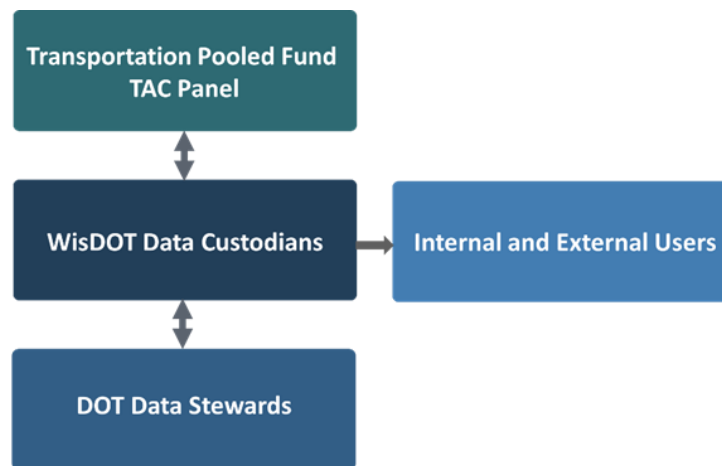 Transportation Pooled Fund
TAC Panel
WisDOT Data Custodians
Internal and External Users
DOT Data Stewards